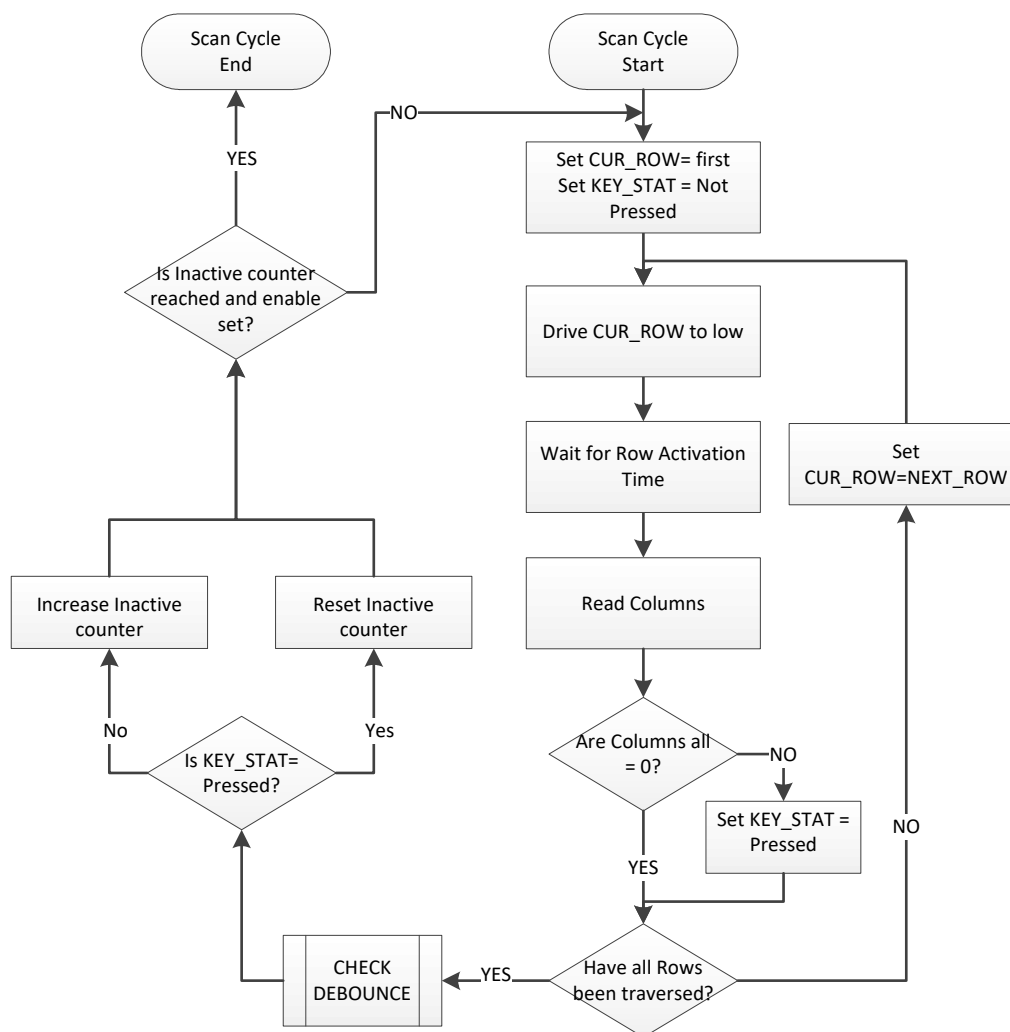 Scan Cycle
End
Scan Cycle
Start
NO
YES
Set CUR_ROW= first
Set KEY_STAT = Not
Pressed
Is Inactive counter
reached and enable
set?
Drive CUR_ROW to low
Wait for Row Activation
Time
Set
CUR_ROW=NEXT_ROW
Increase Inactive
counter
Reset Inactive
counter
Read Columns
No
Yes
Is KEY_STAT=
Pressed?
Are Columns all
= 0?
NO
Set KEY_STAT =
Pressed
NO
YES
CHECK
DEBOUNCE
YES
Have all Rows
been traversed?